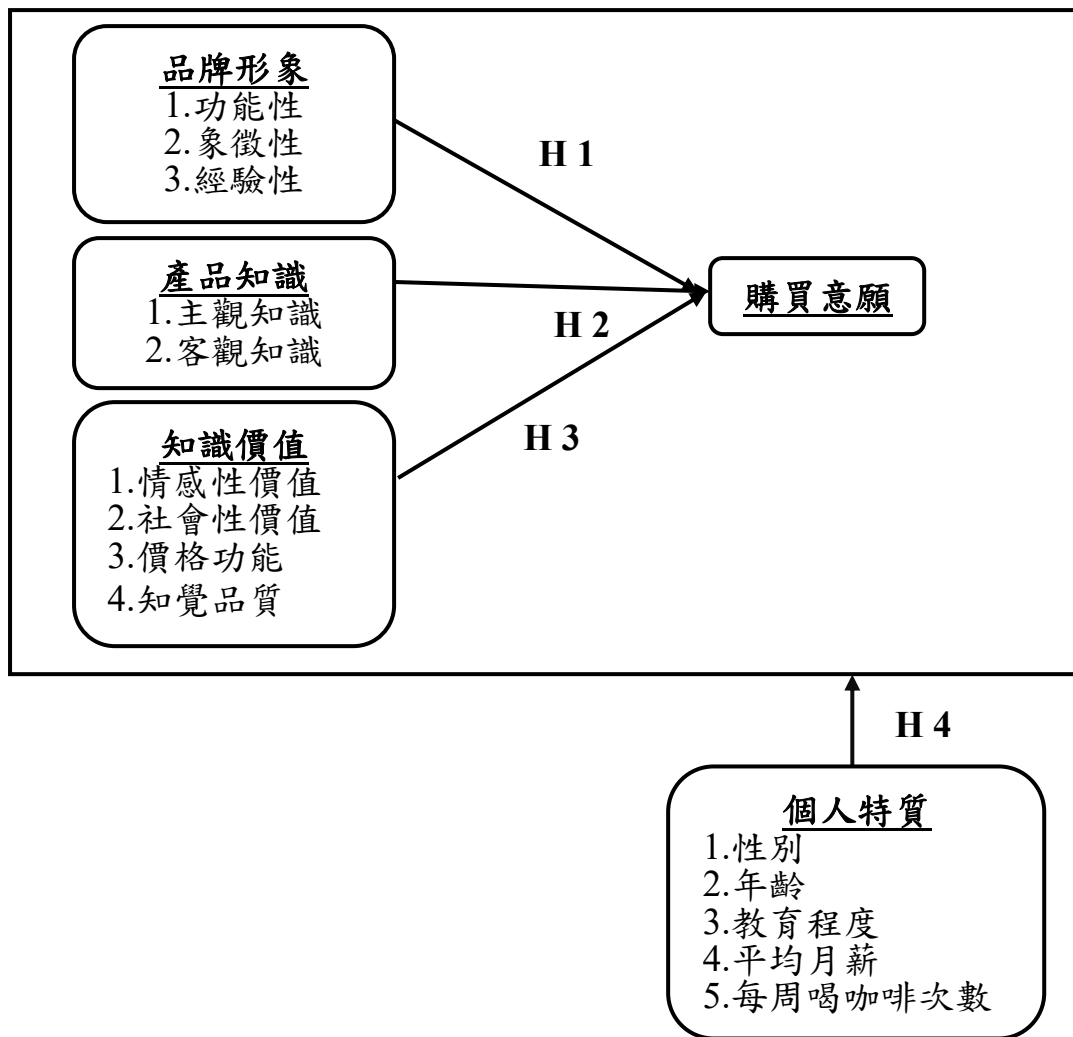 品牌形象
1.功能性
2.象徵性
3.經驗性
H 1
產品知識
1.主觀知識
2.客觀知識
H 2
購買意願
知識價值
1.情感性價值
2.社會性價值
3.價格功能
4.知覺品質
H 3
H 4
個人特質
1.性別
2.年齡
3.教育程度
4.平均月薪
5.每周喝咖啡次數